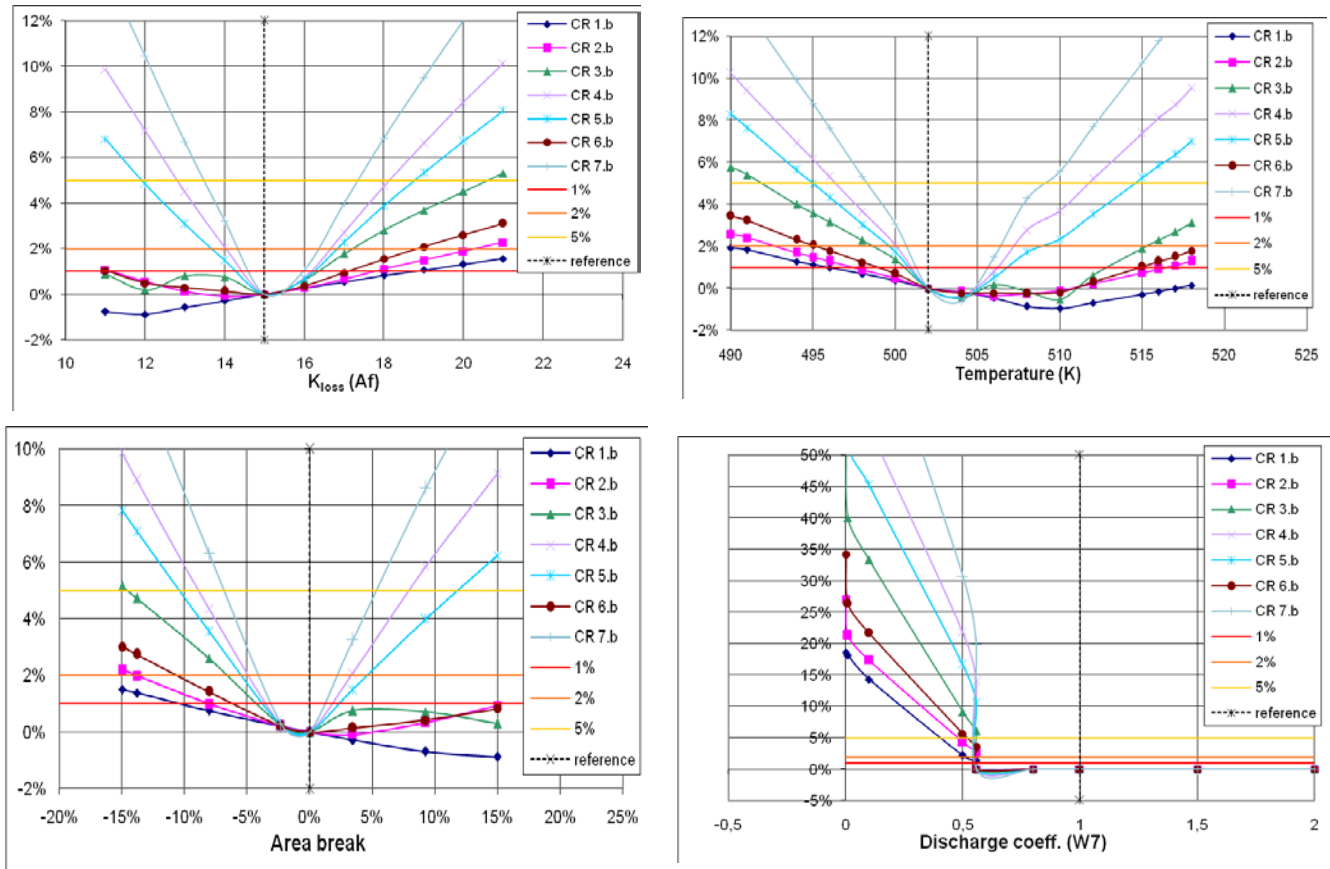 12%
10%
8%
6%
4%
2%
0%
-2%
10 12 14 16 18 20 22 24
Kloss (Af)
CR 1.b
CR 2.b
CR 3.b
CR 4.b
CR 5.b
CR 6.b
CR 7.b
1%
2%
5%
reference
12%
10%
8%
6%
4%
2%
0%
-2%
490 495 500 505 510 515 520 525
Temperature (K)
CR 1.b
CR 2.b
CR 3.b
CR 4.b
CR 5.b
CR 6.b
CR 7.b
1%
2%
5%
reference
10%
8%
6%
4%
2%
0%
-2%
-20% -15% -10% -5% 0% 5% 10% 15% 20% 25%
Area break
CR 1.b
CR 2.b
CR 3.b
CR 4.b
CR 5.b
CR 6.b
CR 7.b
1%
2%
5%
reference
50%
45%
40%
35%
30%
25%
20%
15%
10%
5%
0%
-5%
-0,5 0 0,5 1 1,5 2
Discharge coeff. (W7)
CR 1.b
CR 2.b
CR 3.b
CR 4.b
CR 5.b
CR 6.b
CR 7.b
1%
2%
5%
reference